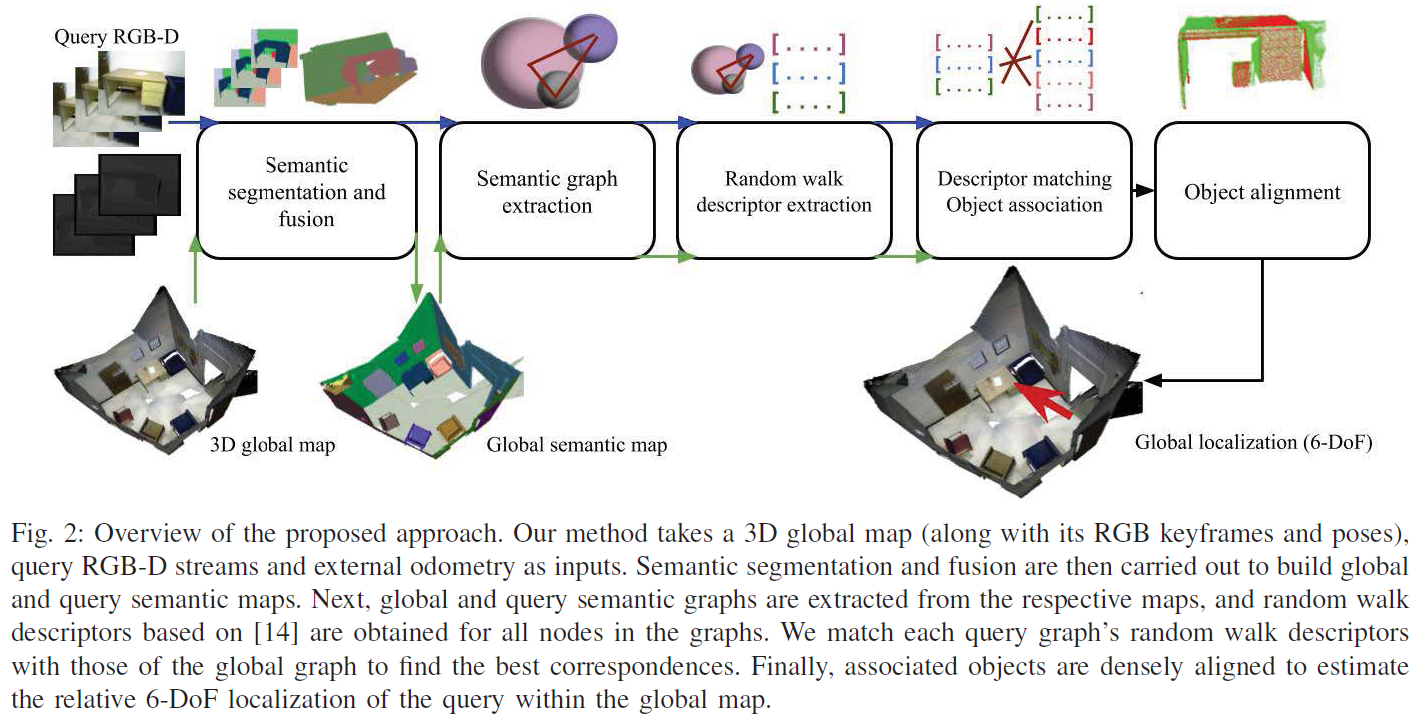 Query RGB-D
[....]
[....]
[....]
[....]
[....]
[....]
[....]
[....]
[....]
[....]
[....]
Semantic
segmentation and
fusion
Semantic graph
extraction
Random walk
descriptor extraction
Descriptor matching
Object association
Object alignment
3D global map
Global semantic map
Global localization (6-DoF)
Fig. 2: Overview of the proposed approach. Our method takes a 3D global map (along with its RGB keyframes and poses),
query RGB-D streams and external odometry as inputs. Semantic segmentation and fusion are then carried out to build global
and query semantic maps. Next, global and query semantic graphs are extracted from the respective maps, and random walk
descriptors based on [14] are obtained for all nodes in the graphs. We match each query graph's random walk descriptors
with those of the global graph to find the best correspondences. Finally, associated objects are densely aligned to estimate
the relative 6-DoF localization of the query within the global map.